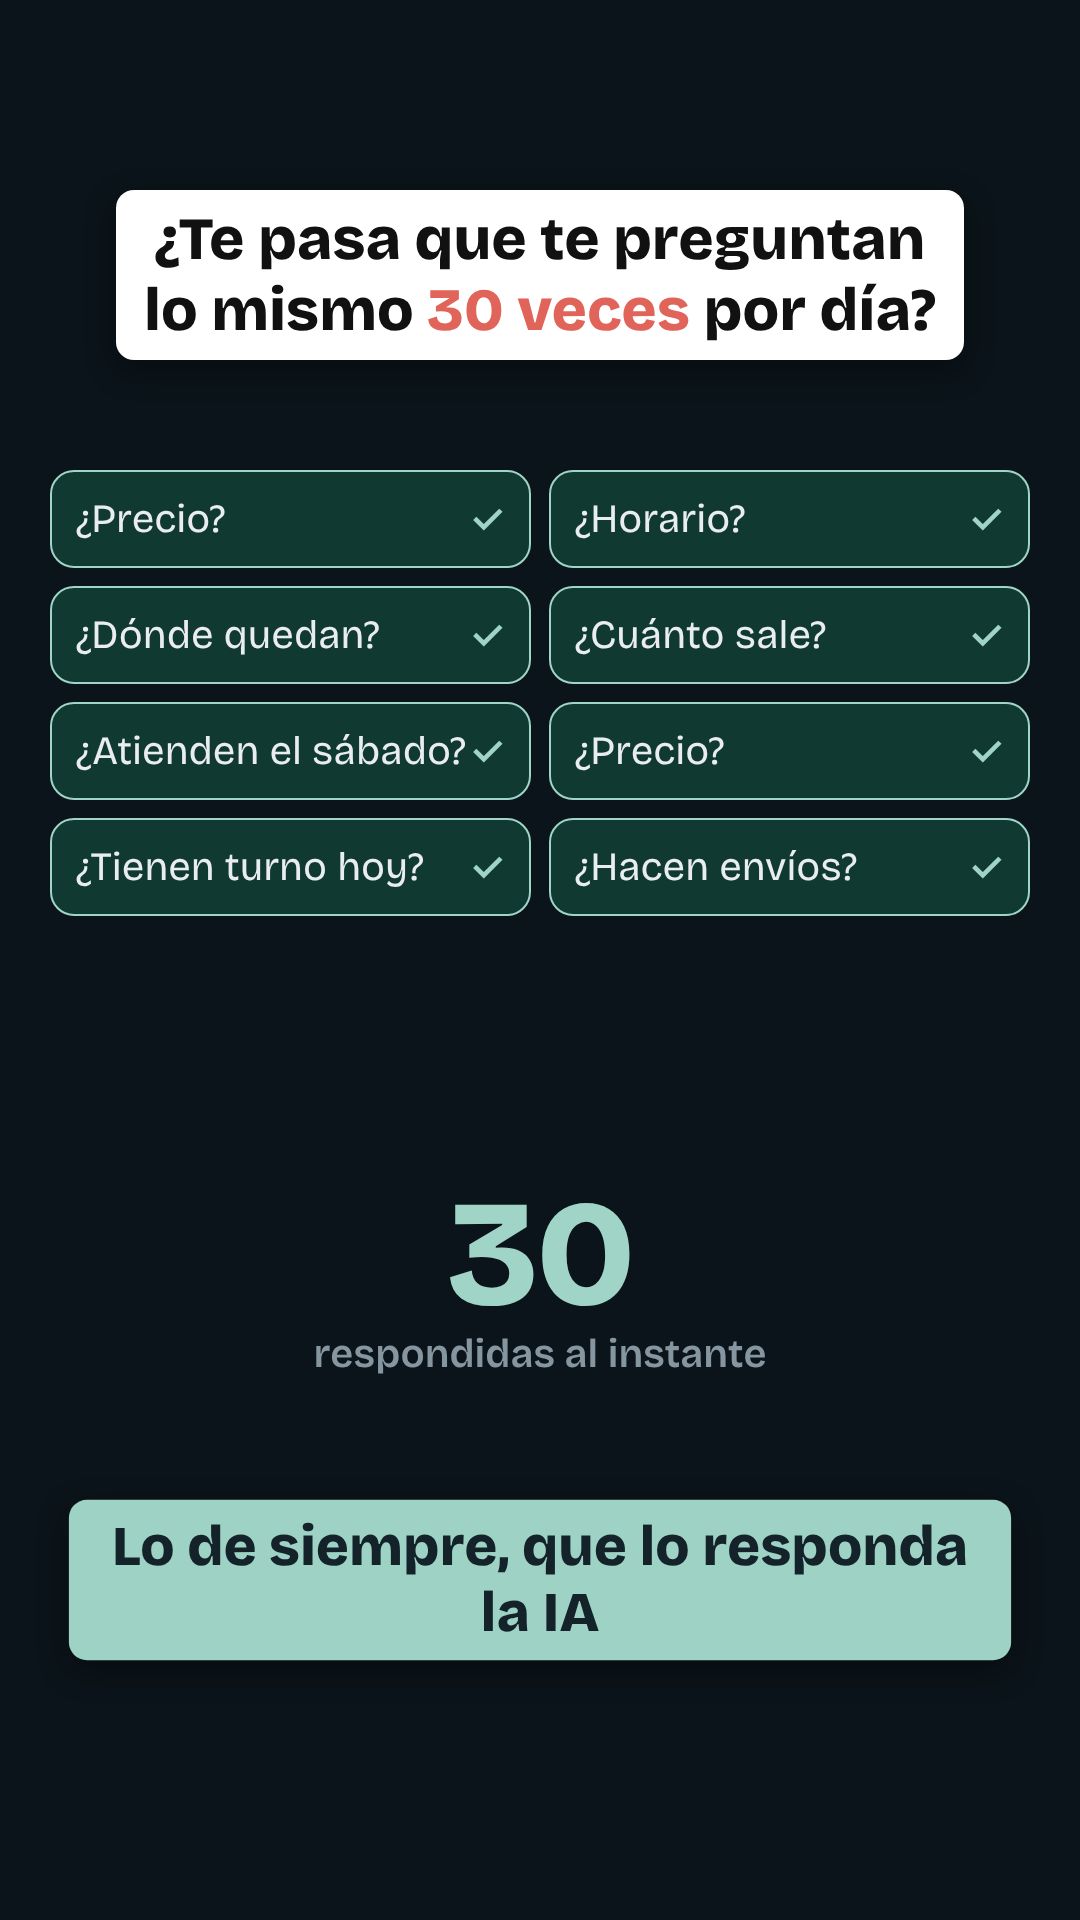 ¿Te pasa que te preguntan
lo mismo 30 veces por día?
¿Precio?
¿Horario?
¿Dónde quedan?
¿Cuánto sale?
¿Atienden el sábado?
¿Precio?
¿Tienen turno hoy?
¿Hacen envíos?
30
respondidas al instante
Lo de siempre, que lo responda
la IA